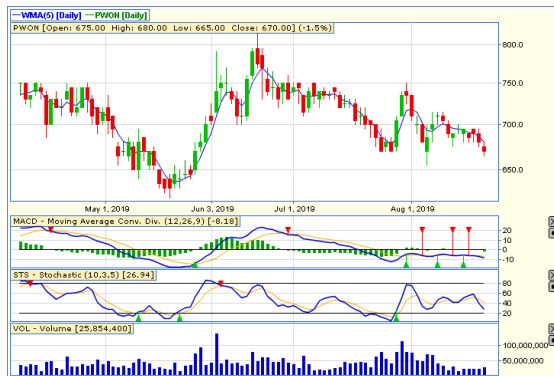 WMA(5) [Daily] PWON [Daily]
PWON [Open: 675.00 High: 680.00 Low: 665.00 Close: 670.00] (-1.5%)
800.0
750.0
700.0
650.0
May 1, 2019 Jun 3, 2019 Jul 1, 2019 Aug 1, 2019
MACD - Moving Average Conv. Div. (12,26,9) [-8.18]
20
10
-0
-10
STS - Stochastic (10,3,5) [26.94]
80
60
40
20
VOL - Volume [25,854,400]
100,000,000
50,000,000